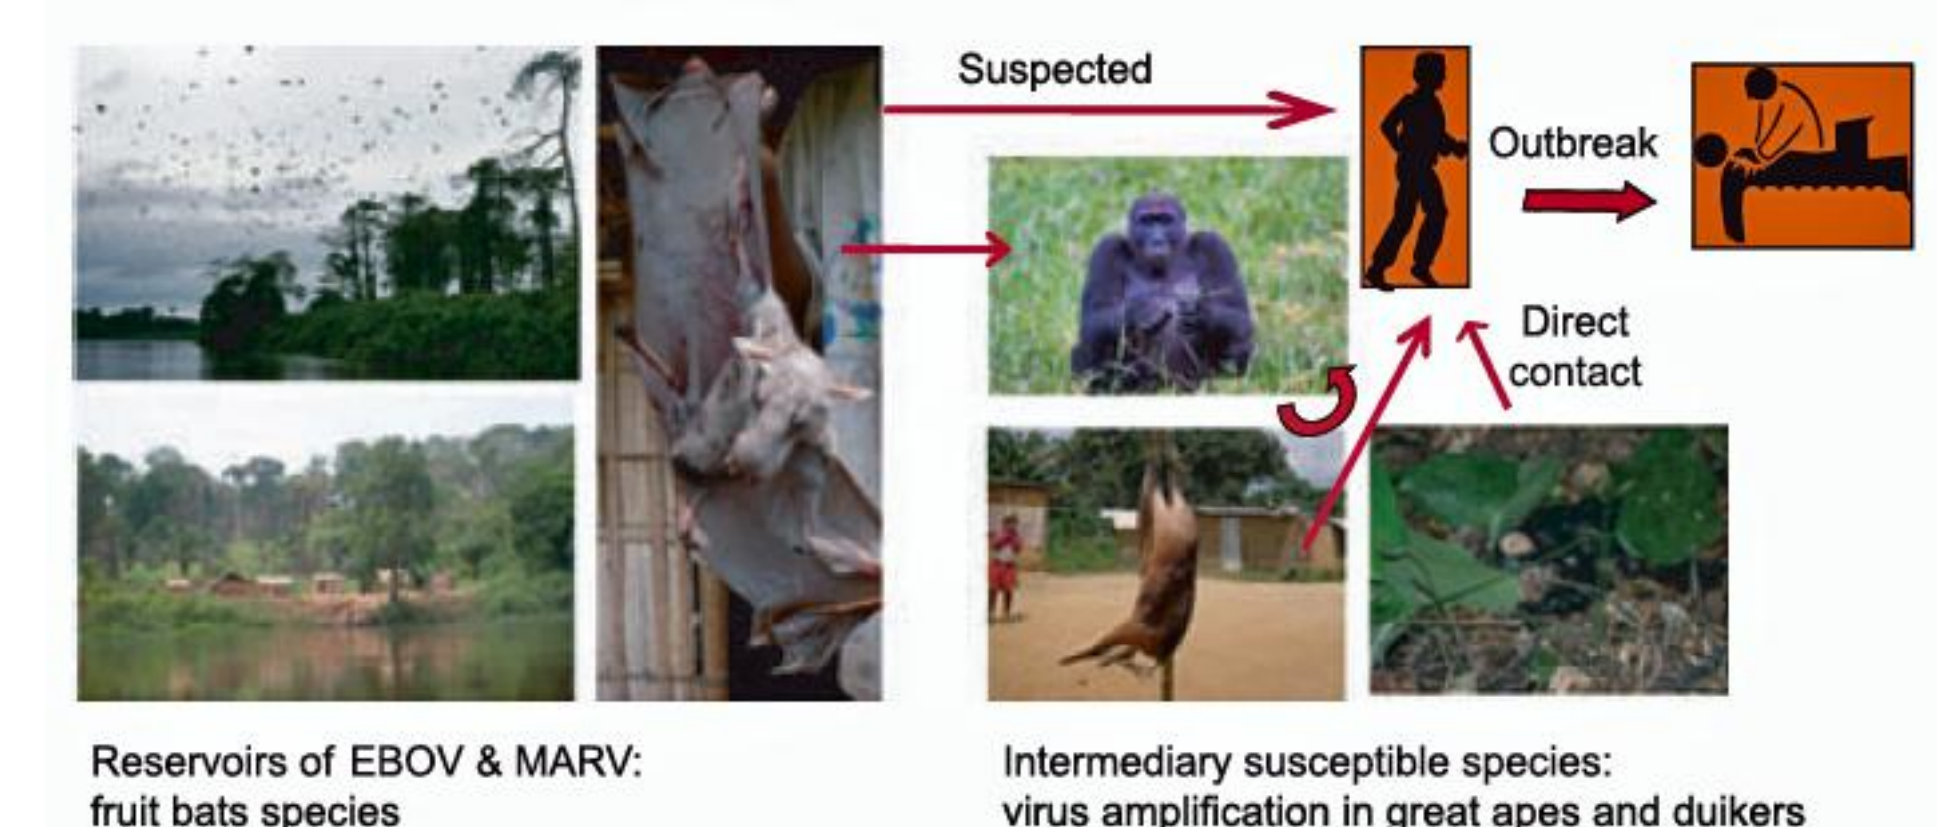 Suspected
Outbreak
Direct
contact
Reservoirs of EBOV & MARV:
fruit bats species
Intermediary susceptible species:
virus amplification in great apes and duikers